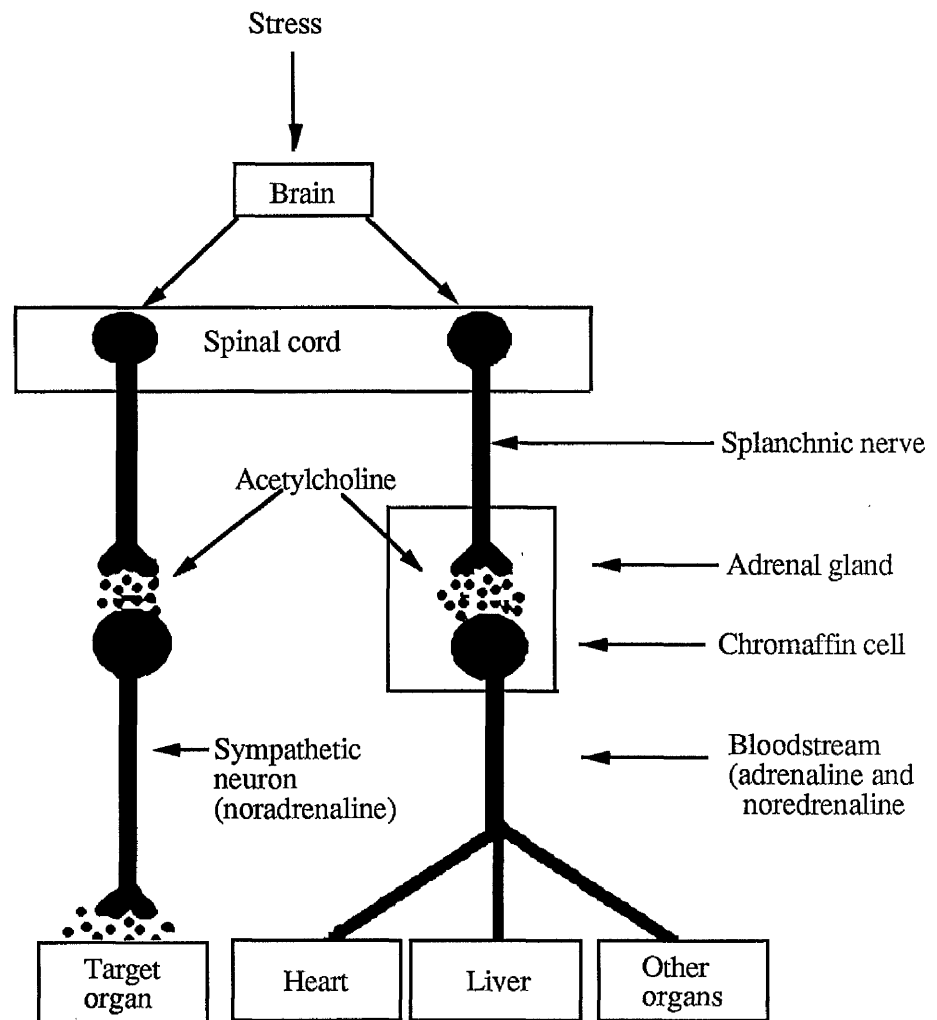 Stress
Brain
Spinal cord
Splanchnic nerve
Acetylcholine
Adrenal gland
Chromaffin cell
Sympathetic
neuron
(noradrenaline)
Bloodstream
(adrenaline and
noredrenaline
Target
organ
Heart
Liver
Other
organs